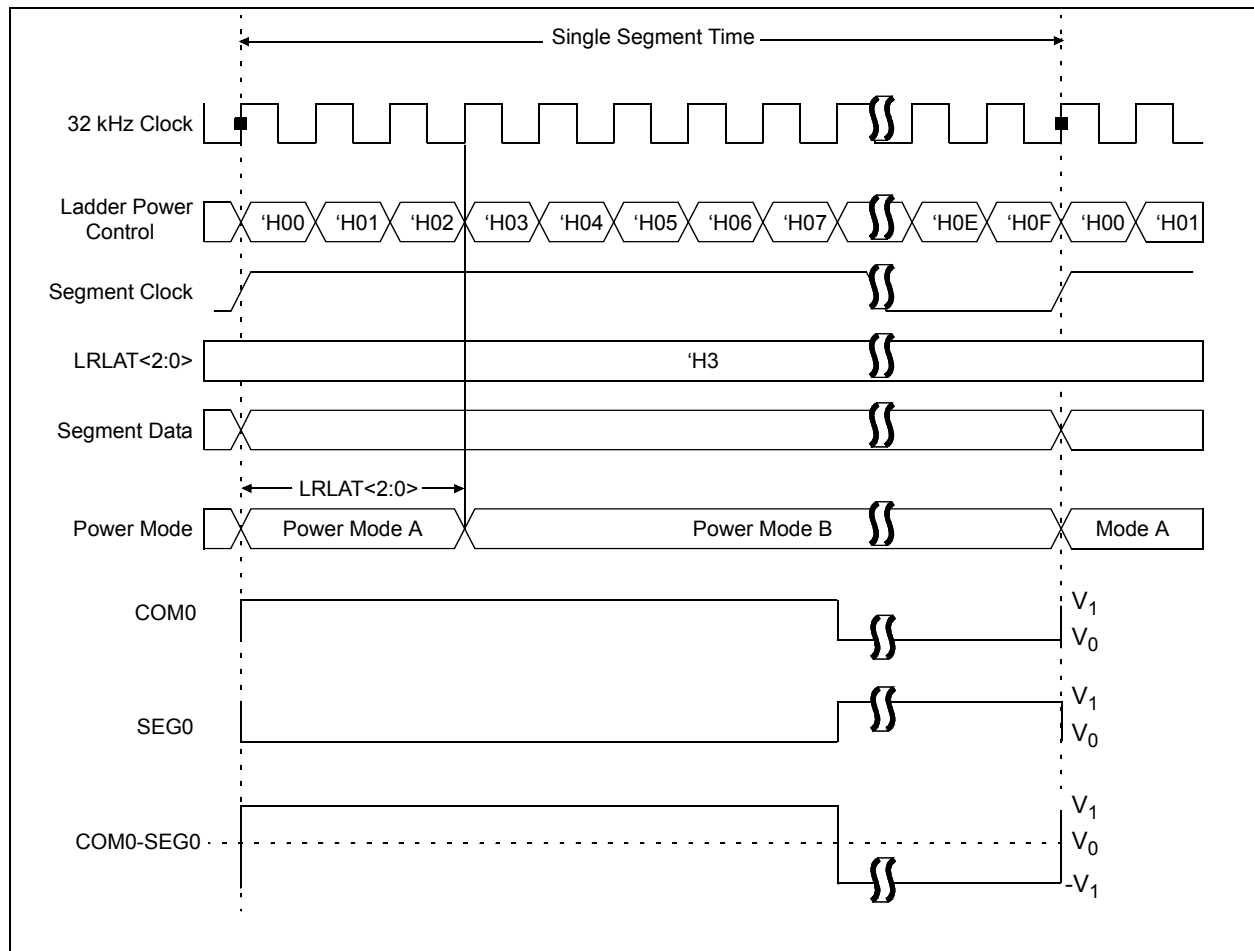 Single Segment Time
32 kHz Clock
Ladder Power
Control
‘H00 ‘H01 ‘H02 ‘H03 ‘H04 ‘H05 ‘H06 ‘H07 ‘H0E ‘H0F ‘H00 ‘H01
Segment Clock
LRLAT<2:0> ‘H3
Segment Data
LRLAT<2:0>
Power Mode Power Mode A Power Mode B Mode A
COM0 V1
V0
SEG0 V1
V0
V1
COM0-SEG0 V0
-V1